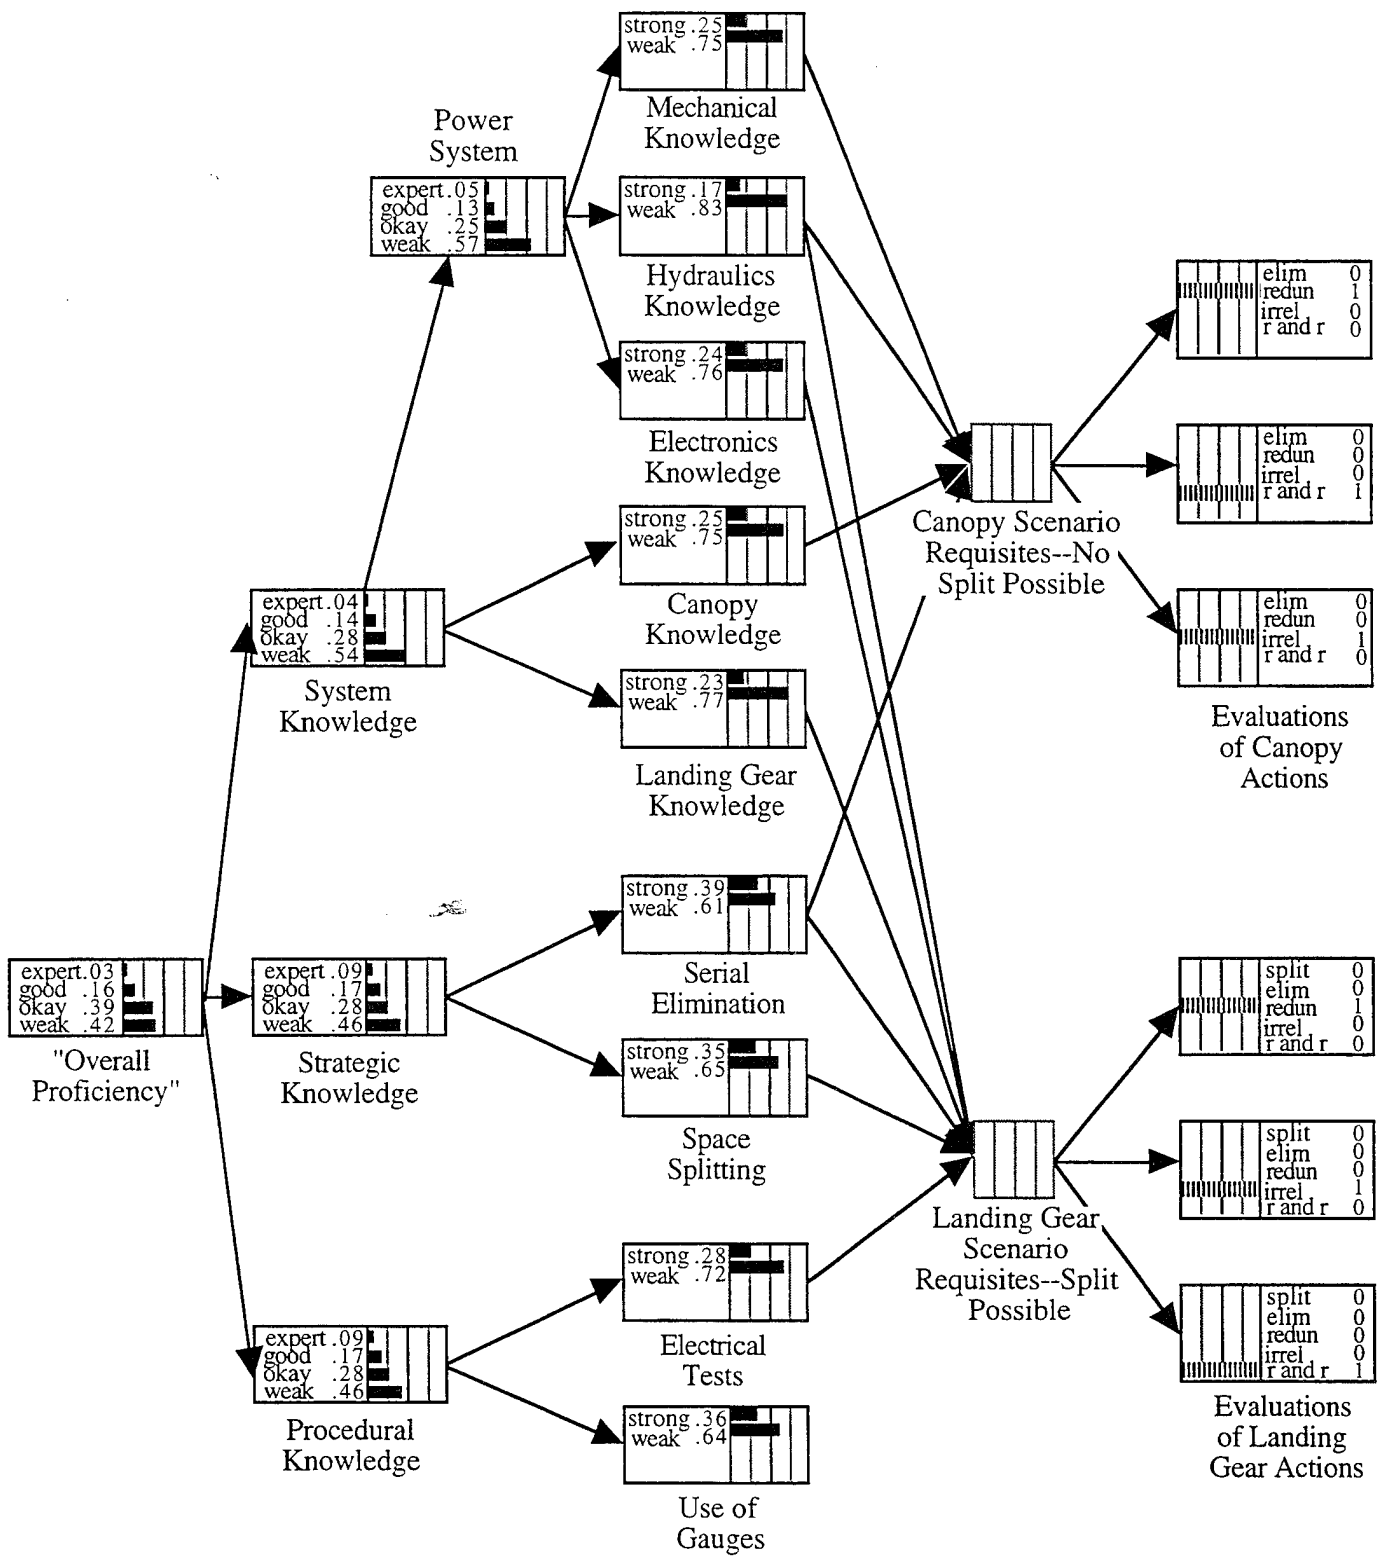 strong .25
weak .75
Mechanical
Knowledge
Power
System
expert .05
good .13
okay .25
weak .57
strong .17
weak .83
Hydraulics
Knowledge
strong .24
weak .76
Electronics
Knowledge
strong .25
weak .75
Canopy
Knowledge
expert .04
good .14
okay .28
weak .54
System
Knowledge
strong .23
weak .77
Landing Gear
Knowledge
strong .39
weak .61
Serial
Elimination
expert .03
good .16
okay .39
weak .42
"Overall
Proficiency"
expert .09
good .17
okay .28
weak .46
Strategic
Knowledge
strong .35
weak .65
Space
Splitting
strong .28
weak .72
Electrical
Tests
expert .09
good .17
okay .28
weak .46
Procedural
Knowledge
strong .36
weak .64
Use of
Gauges
Canopy Scenario
Requisites--No
Split Possible
Landing Gear
Scenario
Requisites--Split
Possible
elim 0
redun 1
irrel 0
r and r 0
elim 0
redun 0
irrel 0
r and r 1
elim 0
redun 0
irrel 1
r and r 0
Evaluations
of Canopy
Actions
split 0
elim 0
redun 1
irrel 0
r and r 0
split 0
elim 0
redun 0
irrel 1
r and r 0
split 0
elim 0
redun 0
irrel 0
r and r 1
Evaluations
of Landing
Gear Actions